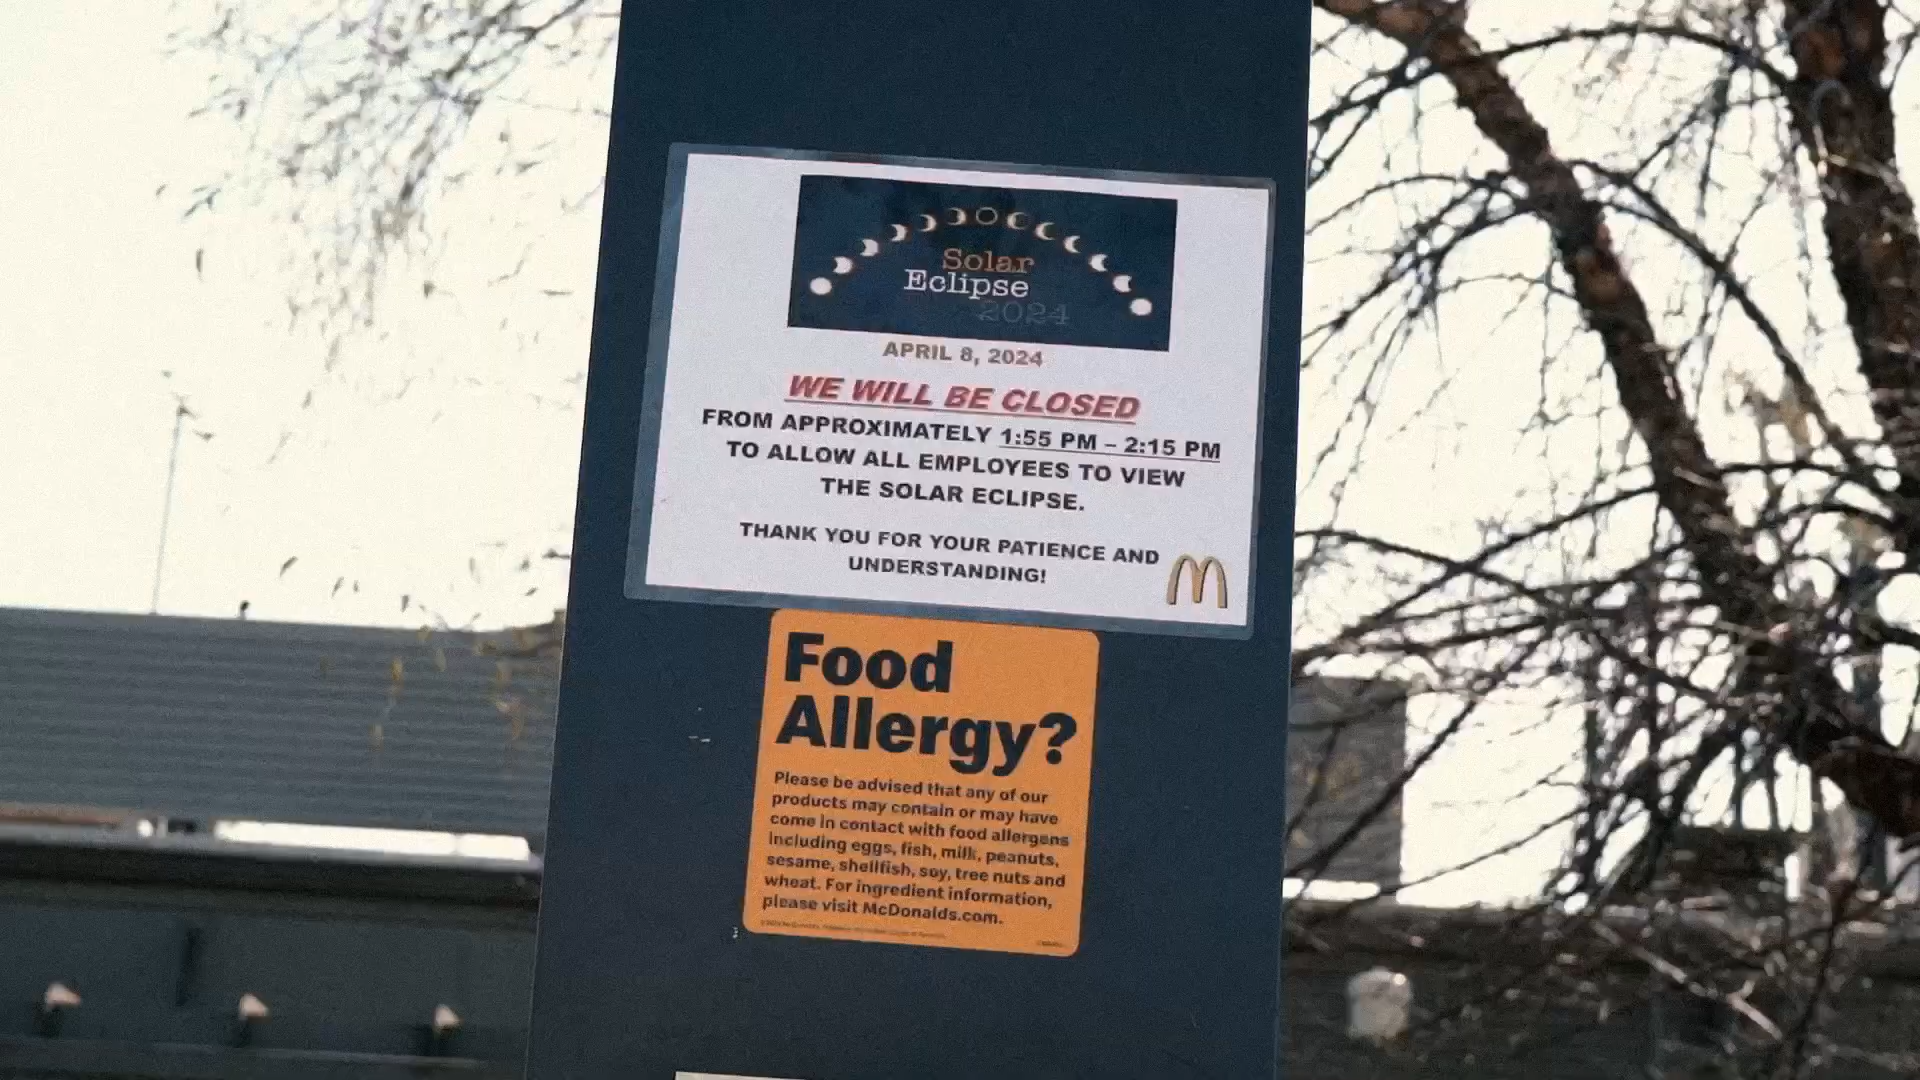 Solar
Eclipse
2024
APRIL 8, 2024
WE WILL BE CLOSED
FROM APPROXIMATELY 1:55 PM – 2:15 PM
TO ALLOW ALL EMPLOYEES TO VIEW
THE SOLAR ECLIPSE.
THANK YOU FOR YOUR PATIENCE AND
UNDERSTANDING!
Food
Allergy?
Please be advised that any of our
products may contain or may have
come in contact with food allergens
including eggs, fish, milk, peanuts,
sesame, shellfish, soy, tree nuts and
wheat. For ingredient information,
please visit McDonalds.com.